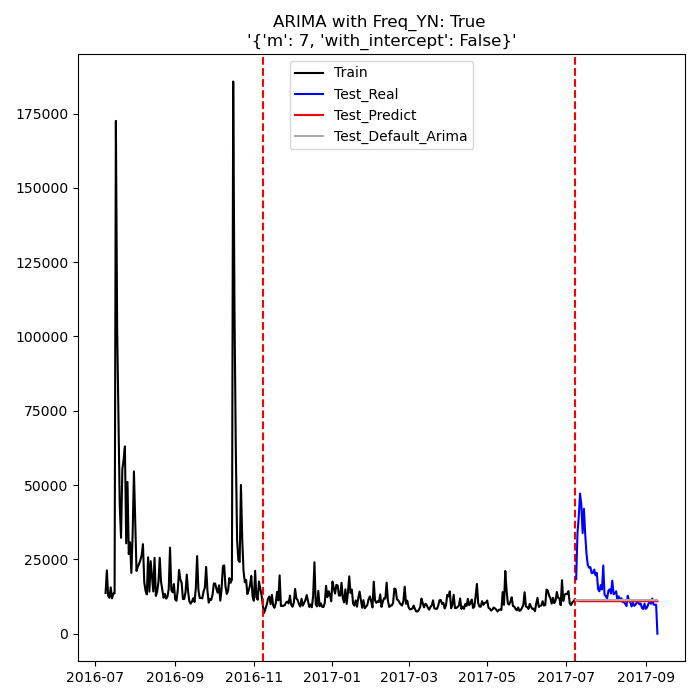 ARIMA with Freq_YN: True
'{'m': 7, 'with_intercept': False}'
Train
Test_Real
Test_Predict
Test_Default_Arima
175000
150000
125000
100000
75000
50000
25000
0
2016-07 2016-09 2016-11 2017-01 2017-03 2017-05 2017-07 2017-09